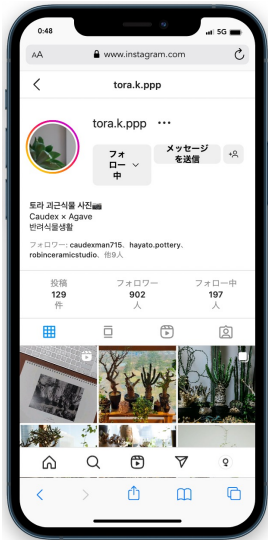 0:48
5G
AA
www.instagram.com
tora.k.ppp
tora.k.ppp •••
フォ
ロー
中
メッセージ
を送信
토라 괴근식물 사진📷
Caudex × Agave
반려식물생활
フォロワー: caudexman715、hayato.pottery、
robinceramicstudio、他9人
投稿 フォロワー フォロー中
129 902 197
件 人 人